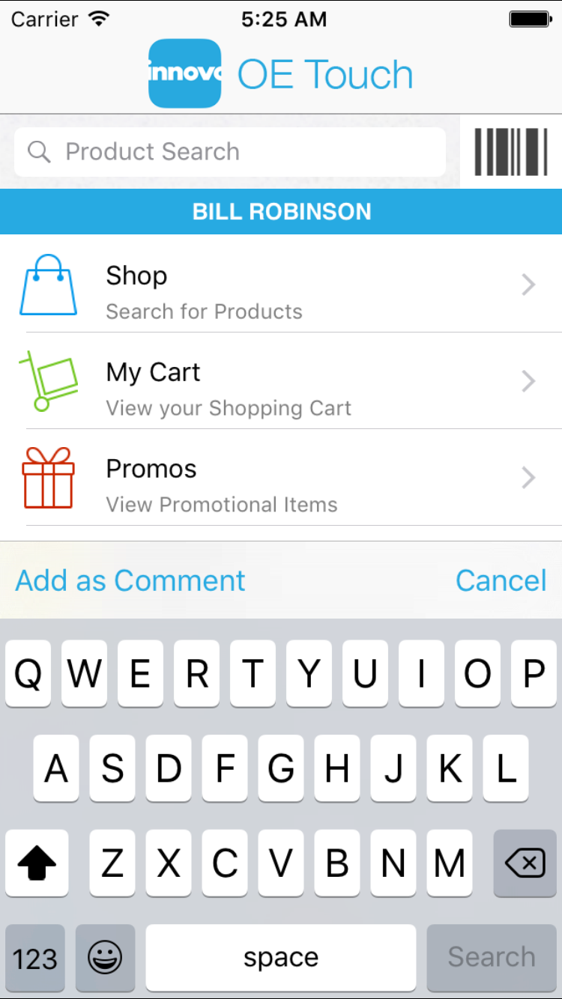 Carrier 5:25 AM
innovo OE Touch
Product Search
BILL ROBINSON
Shop
Search for Products
My Cart
View your Shopping Cart
Promos
View Promotional Items
Add as Comment Cancel
Q W E R T Y U I O P
A S D F G H J K L
Z X C V B N M
123 space Search